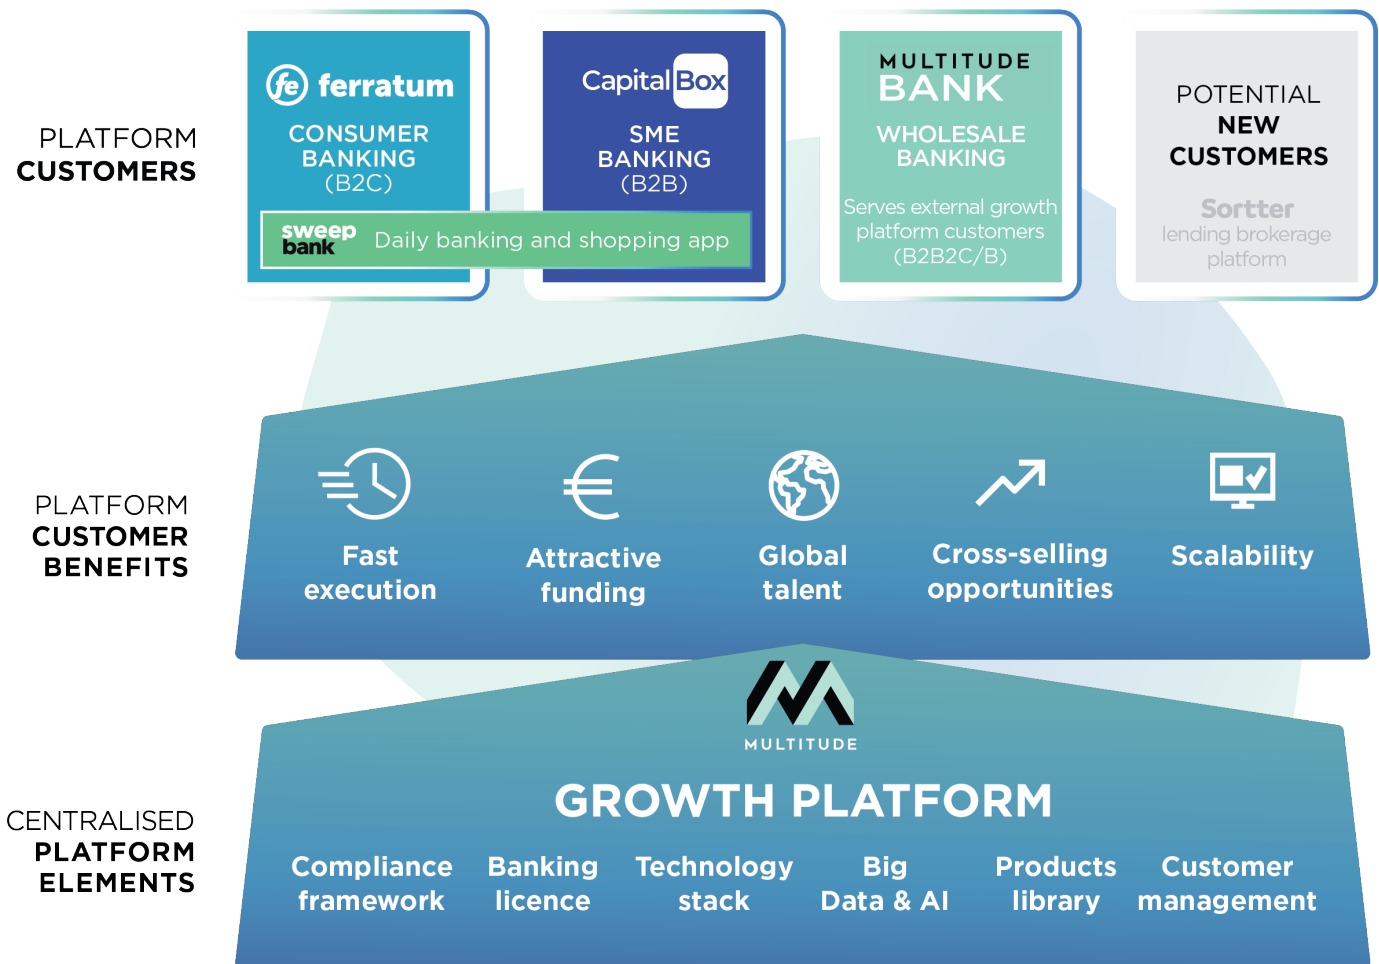 PLATFORM
CUSTOMERS
fe ferratum
CONSUMER
BANKING
(B2C)
Capital Box
SME
BANKING
(B2B)
sweep
bank
Daily banking and shopping app
MULTITUDE
BANK
WHOLESALE
BANKING
Serves external growth
platform customers
(B2B2C/B)
POTENTIAL
NEW
CUSTOMERS
Sortter
lending brokerage
platform
PLATFORM
CUSTOMER
BENEFITS
Fast
execution
Attractive
funding
Global
talent
Cross-selling
opportunities
Scalability
MULTITUDE
GROWTH PLATFORM
CENTRALISED
PLATFORM
ELEMENTS
Compliance
framework
Banking
licence
Technology
stack
Big
Data & AI
Products
library
Customer
management